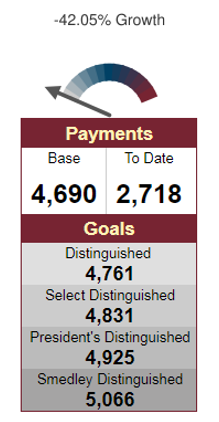 -42.05% Growth
Payments
Base To Date
4,690 2,718
Goals
Distinguished
4,761
Select Distinguished
4,831
President's Distinguished
4,925
Smedley Distinguished
5,066